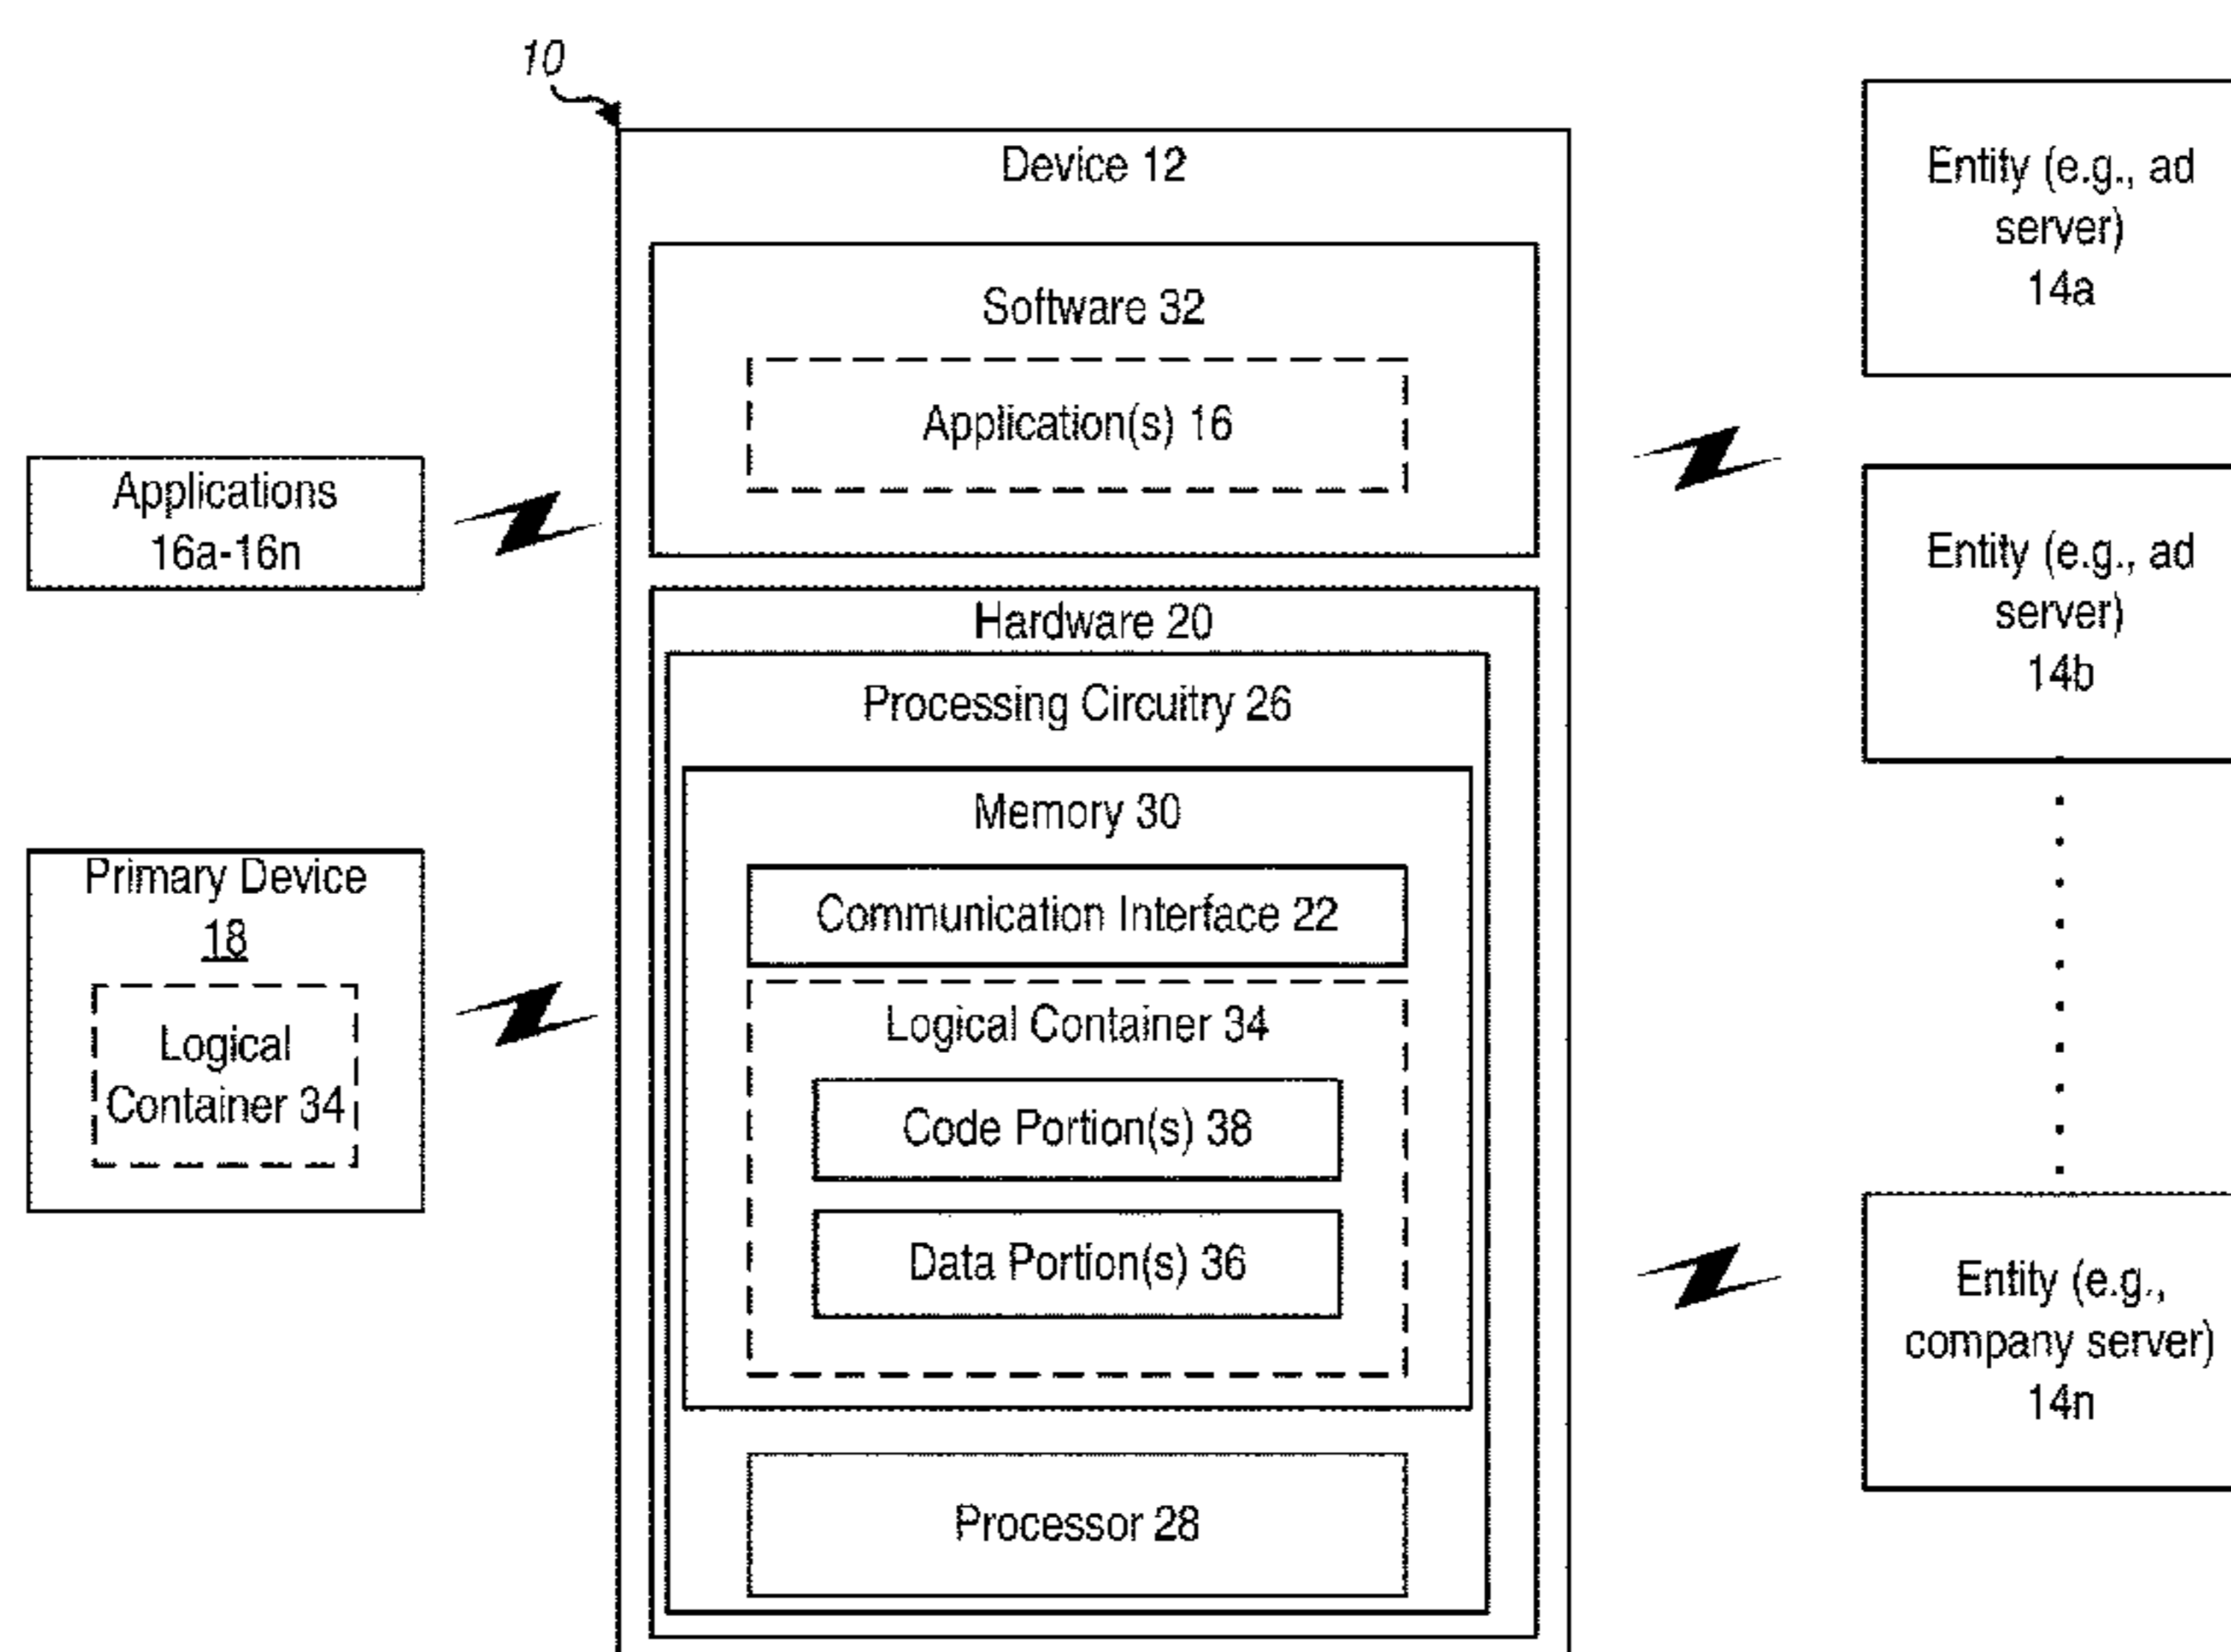 10
Device 12
Software 32
Application(s) 16
Applications
16a-16n
Hardware 20
Processing Circuitry 26
Memory 30
Communication Interface 22
Logical Container 34
Code Portion(s) 38
Data Portion(s) 36
Processor 28
Primary Device
18
Logical
Container 34
Entity (e.g., ad
server)
14a
Entity (e.g., ad
server)
14b
Entity (e.g.,
company server)
14n